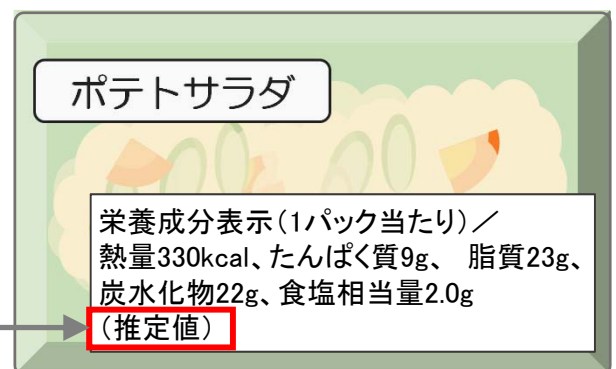 ポテトサラダ
栄養成分表示(1パック当たり)／
熱量330kcal、たんぱく質9g、 脂質23g、
炭水化物22g、食塩相当量2.0g
(推定値)